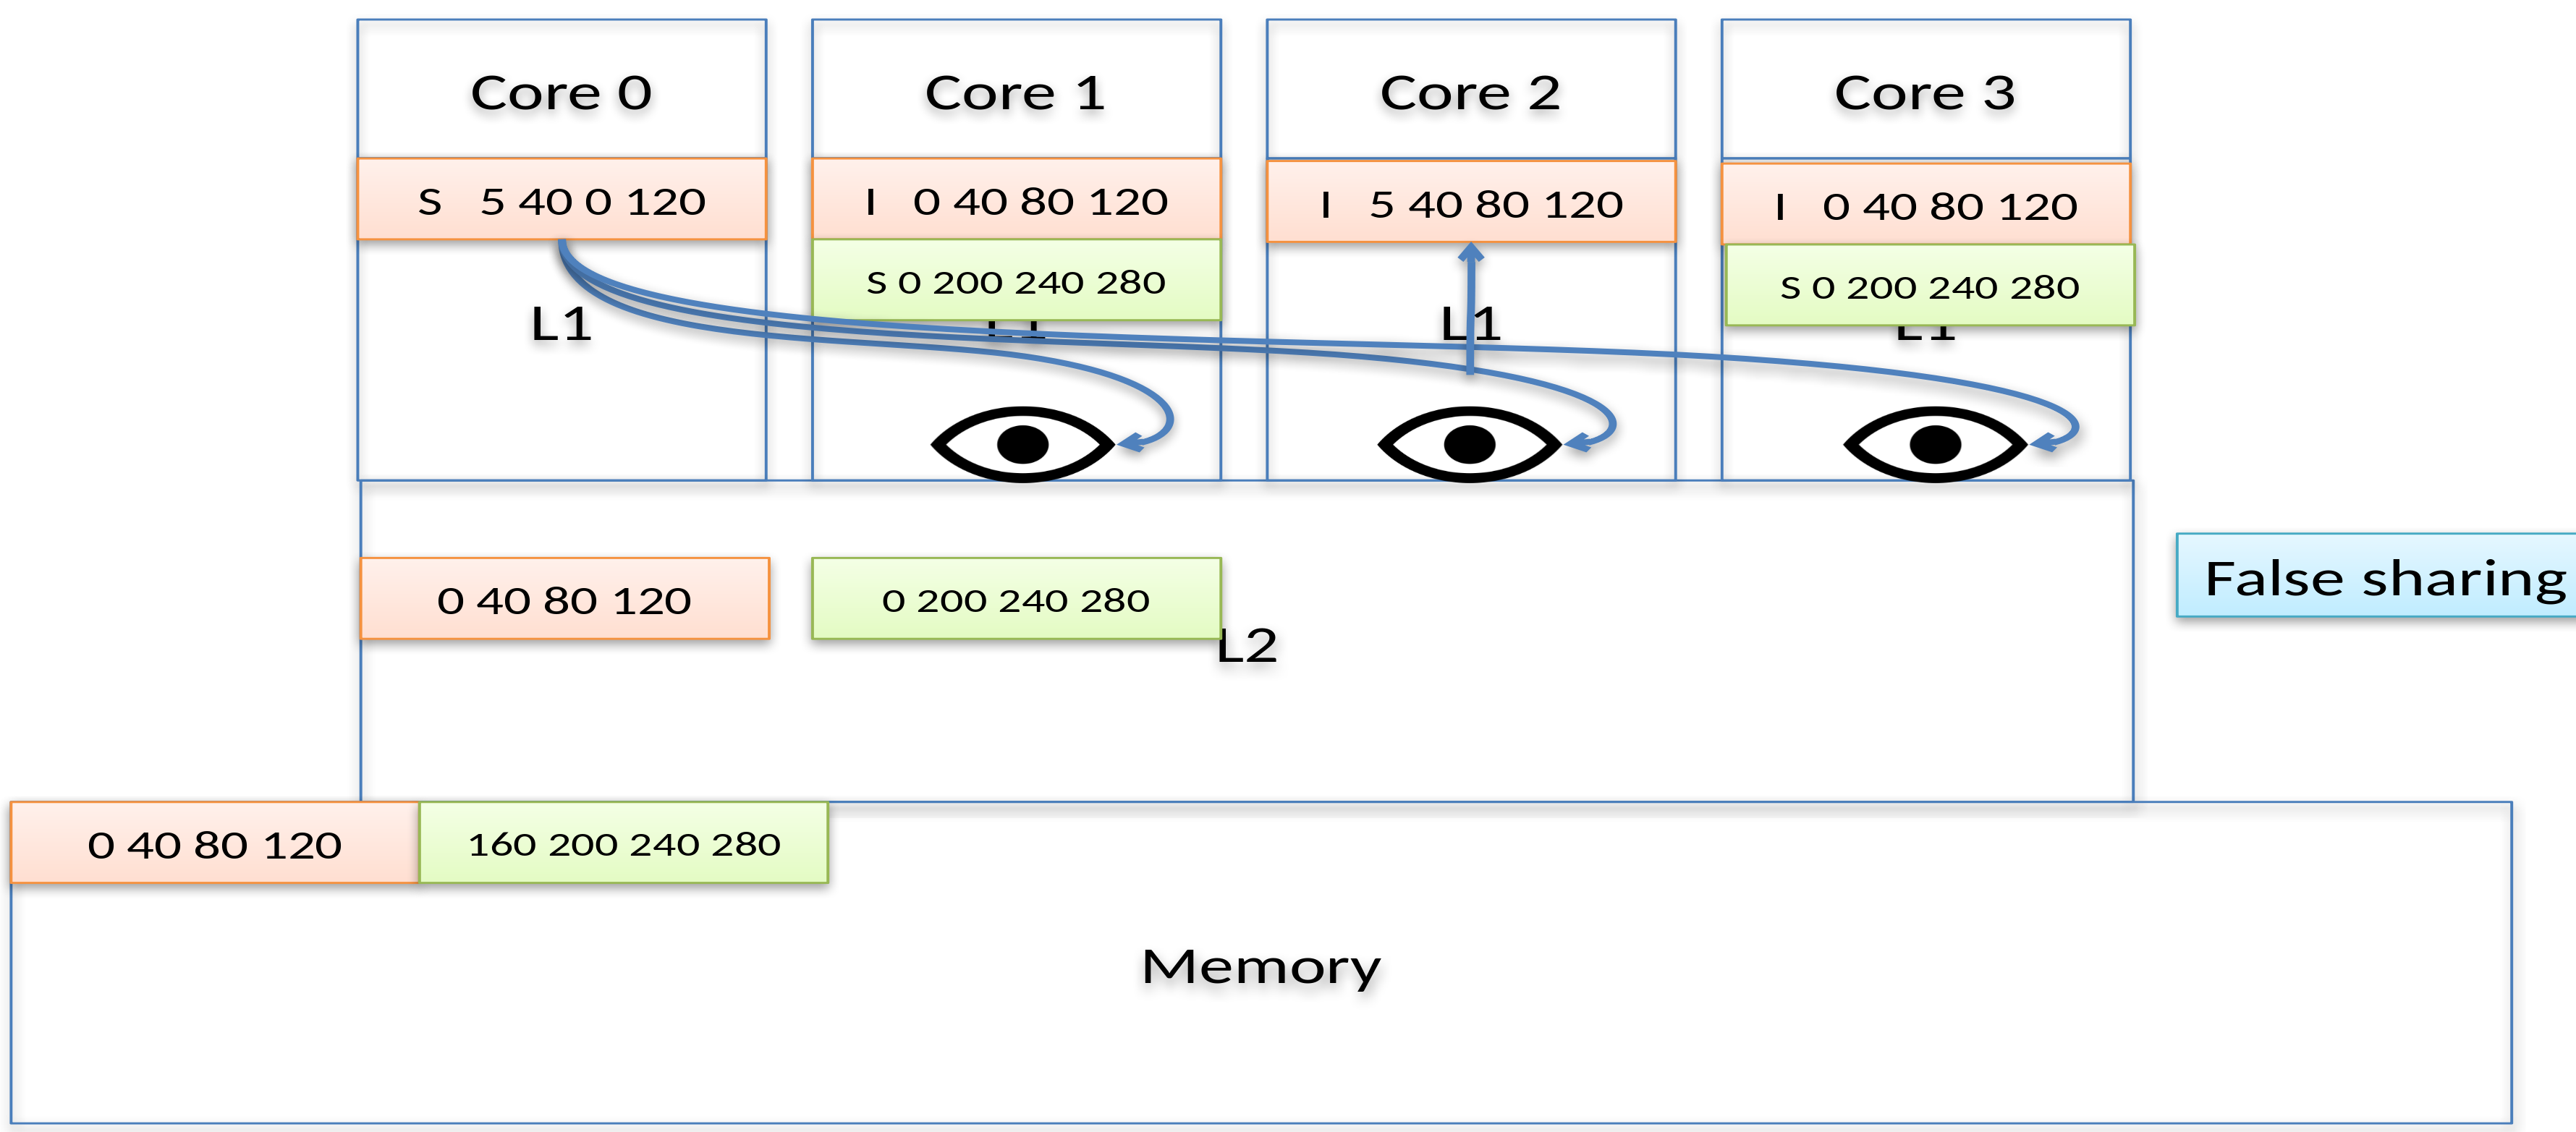 Core 0
Core 1
Core 2
Core 3
S 5 40 0 120
I 0 40 80 120
I 5 40 80 120
I 0 40 80 120
S 0 200 240 280
S 0 200 240 280
L1
L1
L1
L1
False sharing
0 40 80 120
0 200 240 280
L2
0 40 80 120
160 200 240 280
Memory